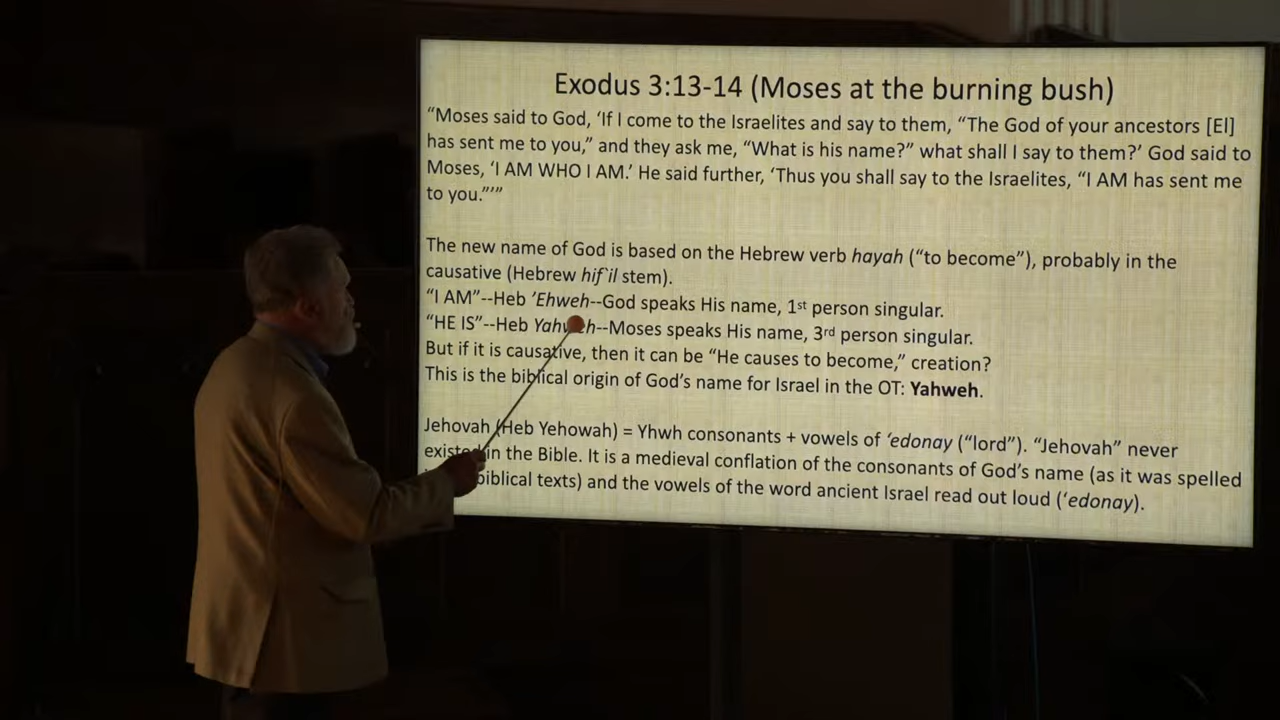 Exodus 3:13-14 (Moses at the burning bush)
“Moses said to God, ‘If I come to the Israelites and say to them, “The God of your ancestors [El]
has sent me to you,” and they ask me, “What is his name?” what shall I say to them?’ God said to
Moses, ‘I AM WHO I AM.’ He said further, ‘Thus you shall say to the Israelites, “I AM has sent me
to you.”’”
The new name of God is based on the Hebrew verb hayah (“to become”), probably in the
causative (Hebrew hif`il stem).
“I AM”--Heb ’Ehweh--God speaks His name, 1st person singular.
“HE IS”--Heb Yahweh--Moses speaks His name, 3rd person singular.
But if it is causative, then it can be “He causes to become,” creation?
This is the biblical origin of God’s name for Israel in the OT: Yahweh.
Jehovah (Heb Yehowah) = Yhwh consonants + vowels of ’edonay (“lord”). “Jehovah” never
existed in the Bible. It is a medieval conflation of the consonants of God’s name (as it was spelled
biblical texts) and the vowels of the word ancient Israel read out loud (’edonay).